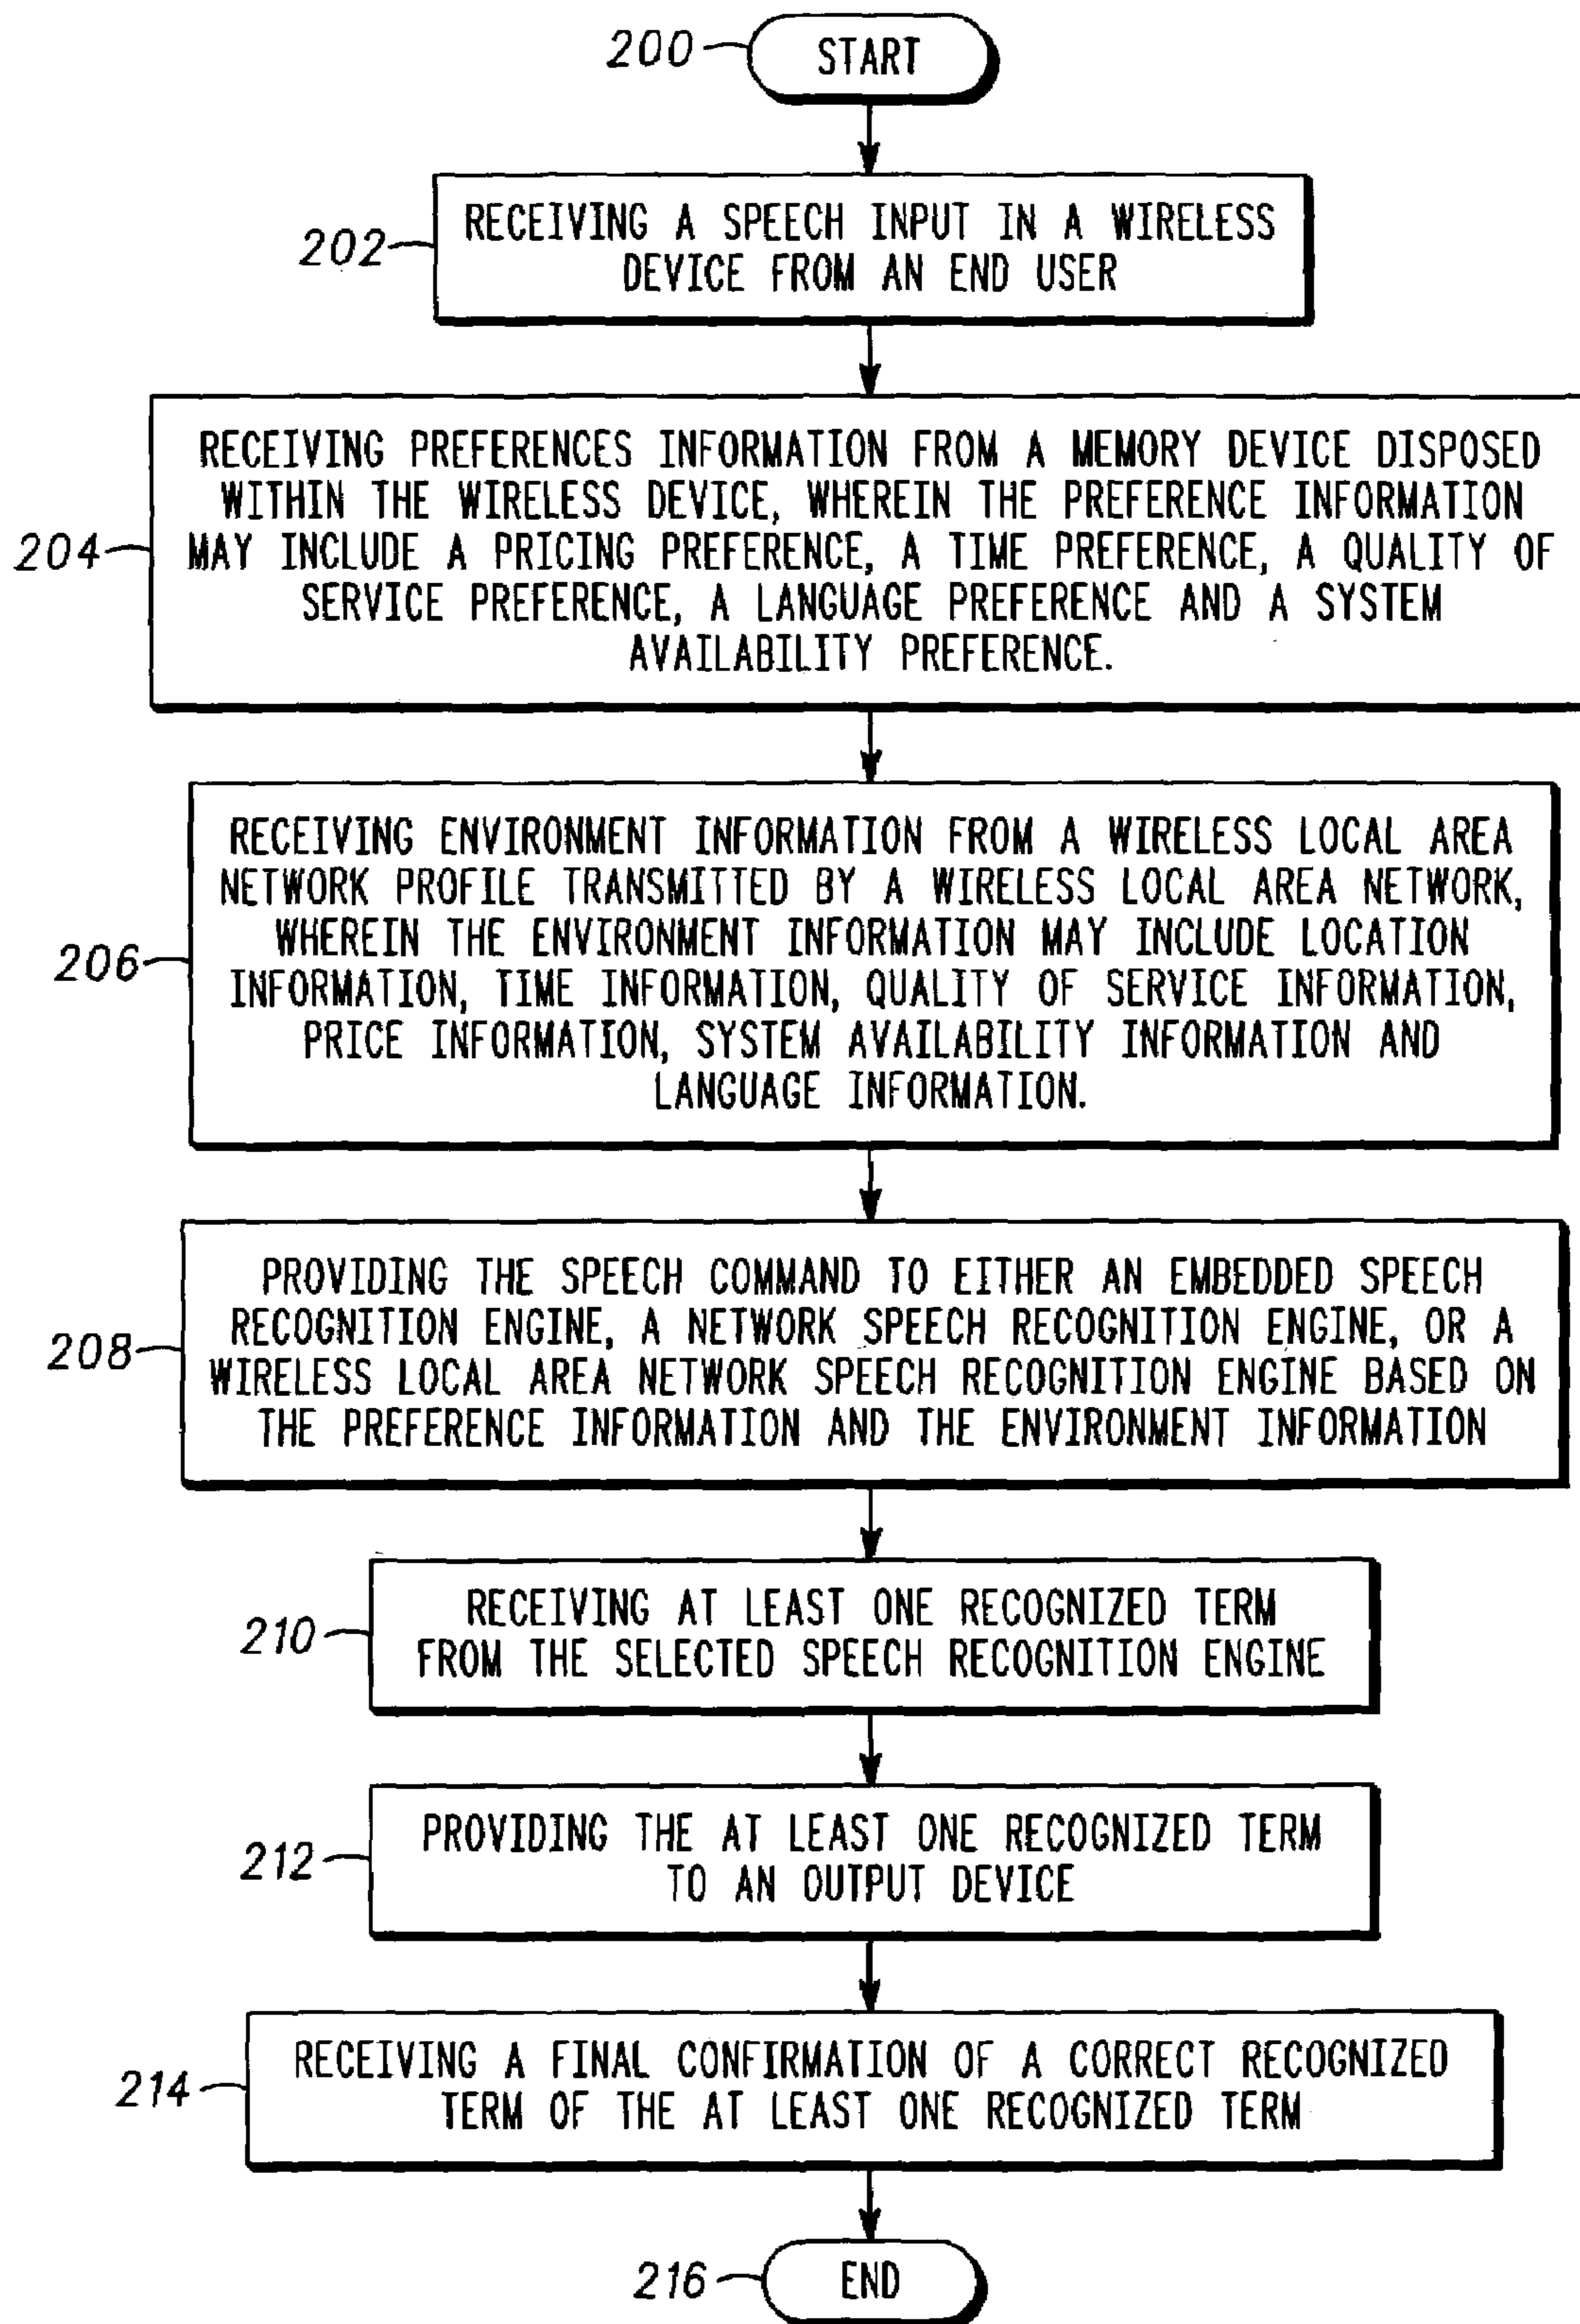 200
START
202
RECEIVING A SPEECH INPUT IN A WIRELESS
DEVICE FROM AN END USER
204
RECEIVING PREFERENCES INFORMATION FROM A MEMORY DEVICE DISPOSED
WITHIN THE WIRELESS DEVICE, WHEREIN THE PREFERENCE INFORMATION
MAY INCLUDE A PRICING PREFERENCE, A TIME PREFERENCE, A QUALITY OF
SERVICE PREFERENCE, A LANGUAGE PREFERENCE AND A SYSTEM
AVAILABILITY PREFERENCE.
206
RECEIVING ENVIRONMENT INFORMATION FROM A WIRELESS LOCAL AREA
NETWORK PROFILE TRANSMITTED BY A WIRELESS LOCAL AREA NETWORK,
WHEREIN THE ENVIRONMENT INFORMATION MAY INCLUDE LOCATION
INFORMATION, TIME INFORMATION, QUALITY OF SERVICE INFORMATION,
PRICE INFORMATION, SYSTEM AVAILABILITY INFORMATION AND
LANGUAGE INFORMATION.
208
PROVIDING THE SPEECH COMMAND TO EITHER AN EMBEDDED SPEECH
RECOGNITION ENGINE, A NETWORK SPEECH RECOGNITION ENGINE, OR A
WIRELESS LOCAL AREA NETWORK SPEECH RECOGNITION ENGINE BASED ON
THE PREFERENCE INFORMATION AND THE ENVIRONMENT INFORMATION
210
RECEIVING AT LEAST ONE RECOGNIZED TERM
FROM THE SELECTED SPEECH RECOGNITION ENGINE
212
PROVIDING THE AT LEAST ONE RECOGNIZED TERM
TO AN OUTPUT DEVICE
214
RECEIVING A FINAL CONFIRMATION OF A CORRECT RECOGNIZED
TERM OF THE AT LEAST ONE RECOGNIZED TERM
216
END